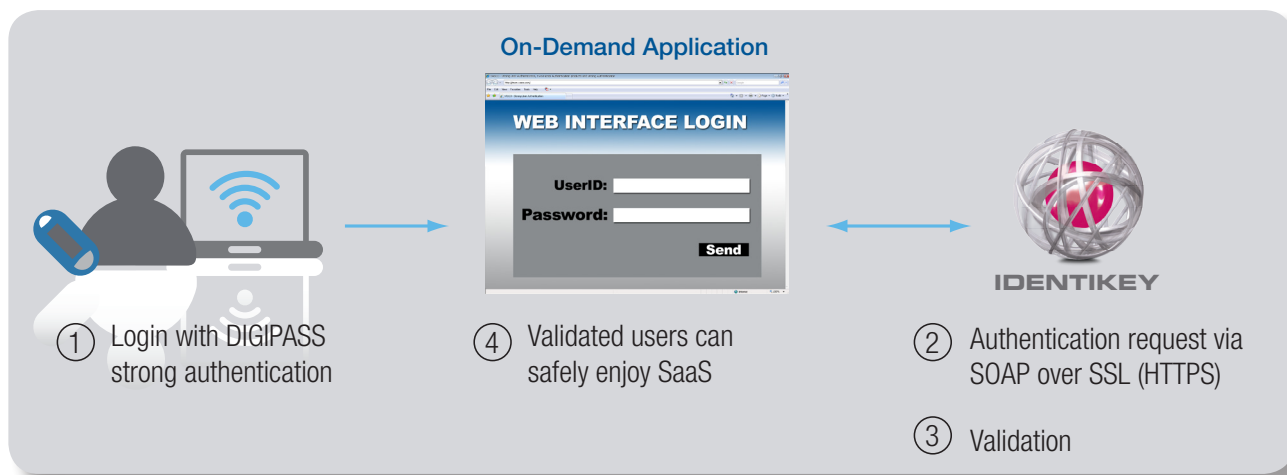 On-Demand Application
WEB INTERFACE LOGIN
UserID:
Password:
Send
IDENTIKEY
1 Login with DIGIPASS
strong authentication
4 Validated users can
safely enjoy SaaS
2 Authentication request via
SOAP over SSL (HTTPS)
3 Validation